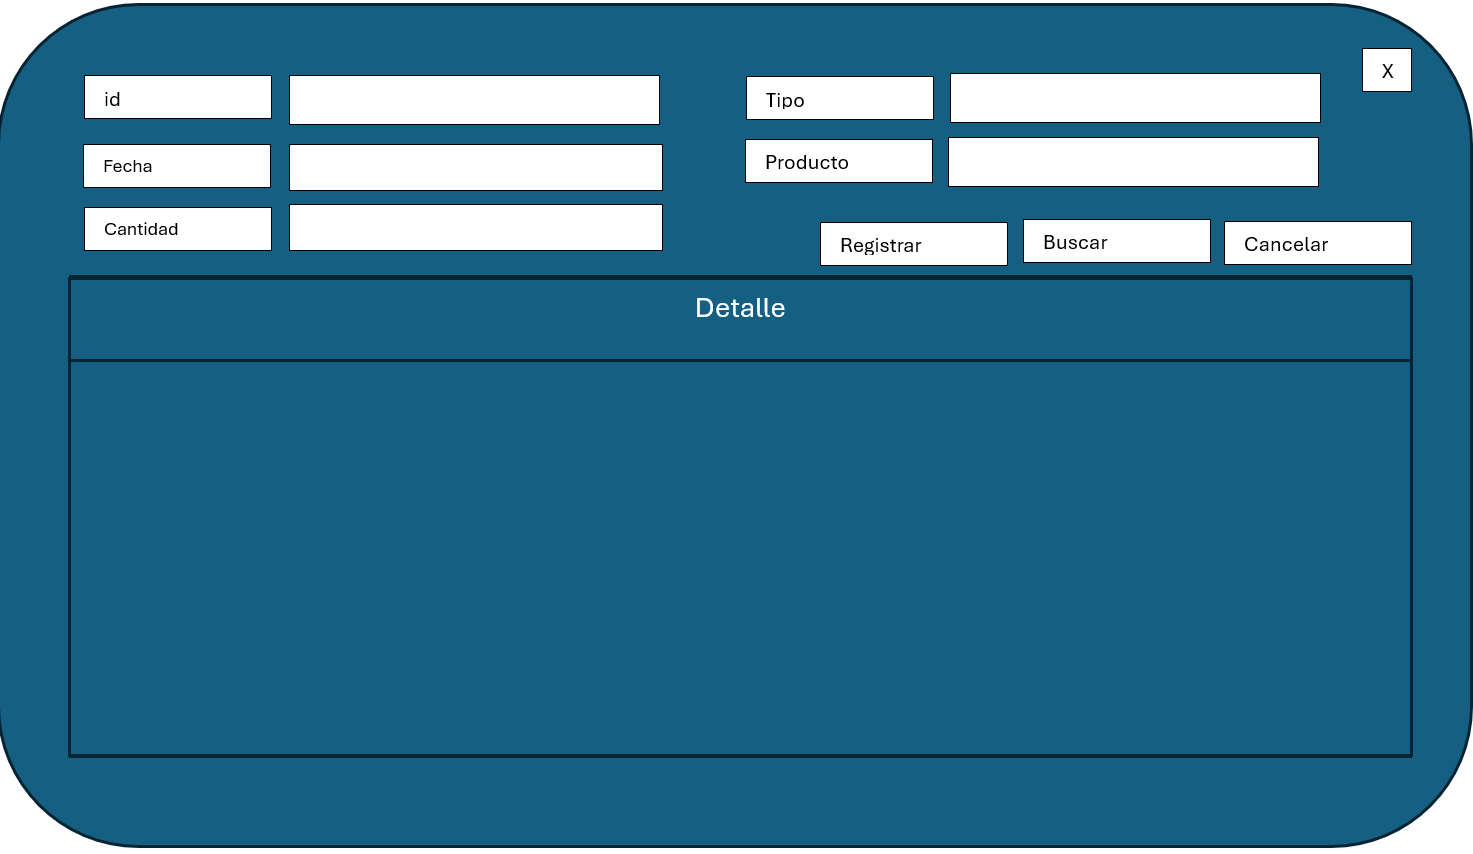 X
id
Tipo
Fecha
Producto
Cantidad
Registrar
Buscar
Cancelar
Detalle